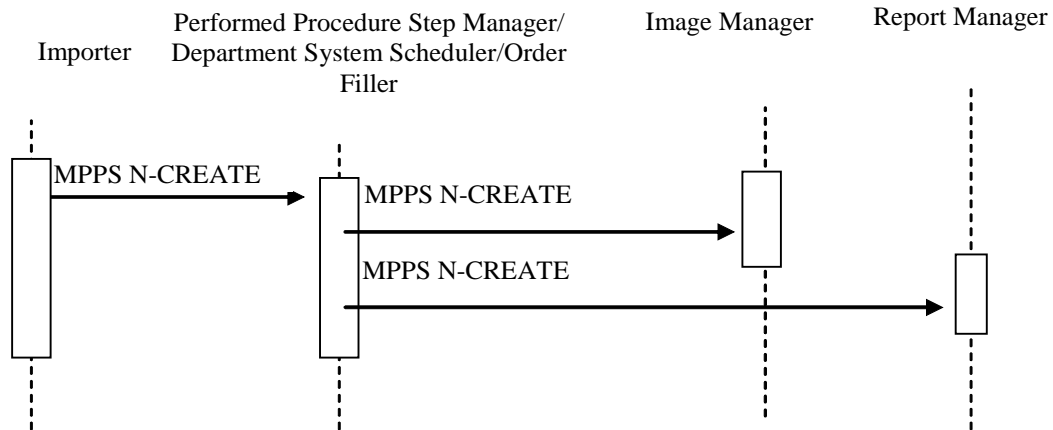 Importer
Performed Procedure Step Manager/
Department System Scheduler/Order
Filler
Image Manager
Report Manager
MPPS N-CREATE
MPPS N-CREATE
MPPS N-CREATE